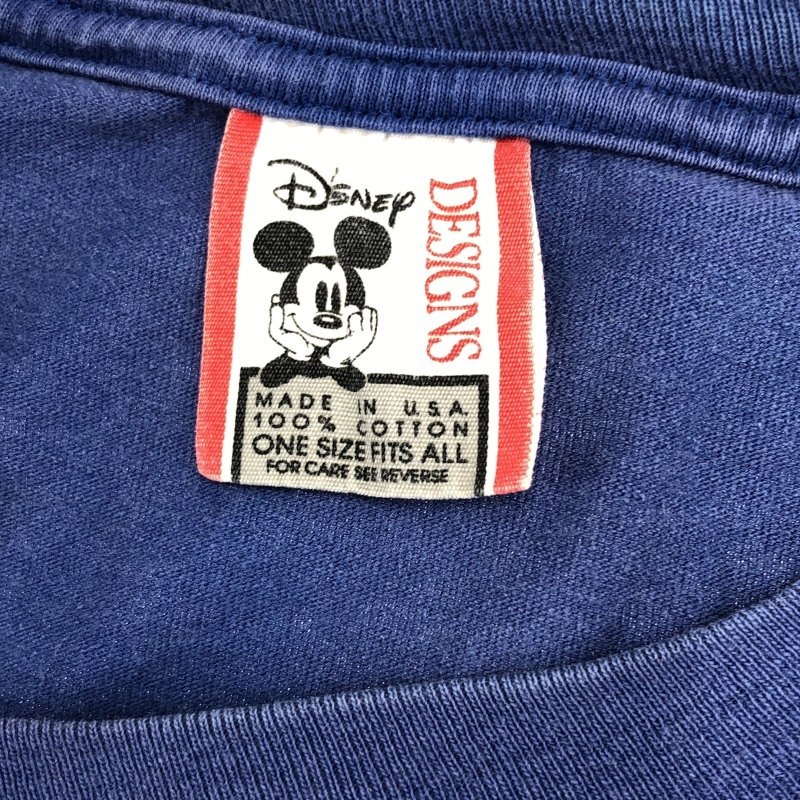 DISNEY
DESIGNS
MADE IN U.S.A.
100% COTTON
ONE SIZE FITS ALL
FOR CARE SEE REVERSE